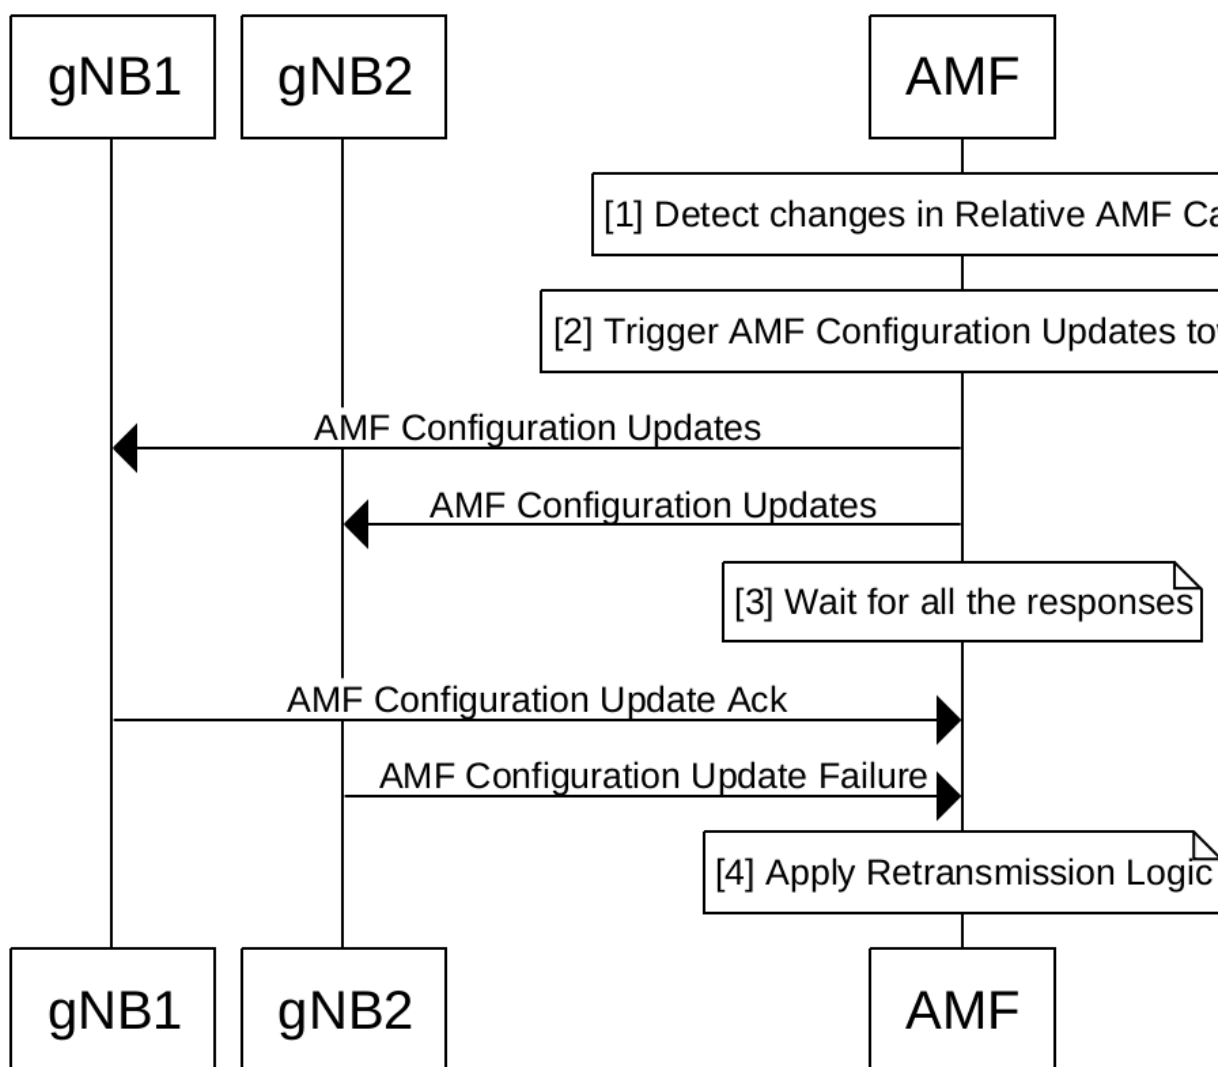 gNB1 gNB2 AMF
[1] Detect changes in Relative AMF
[2] Trigger AMF Configuration Updates
AMF Configuration Updates
AMF Configuration Updates
[3] Wait for all the responses
AMF Configuration Update Ack
AMF Configuration Update Failure
[4] Apply Retransmission Logic
gNB1 gNB2 AMF